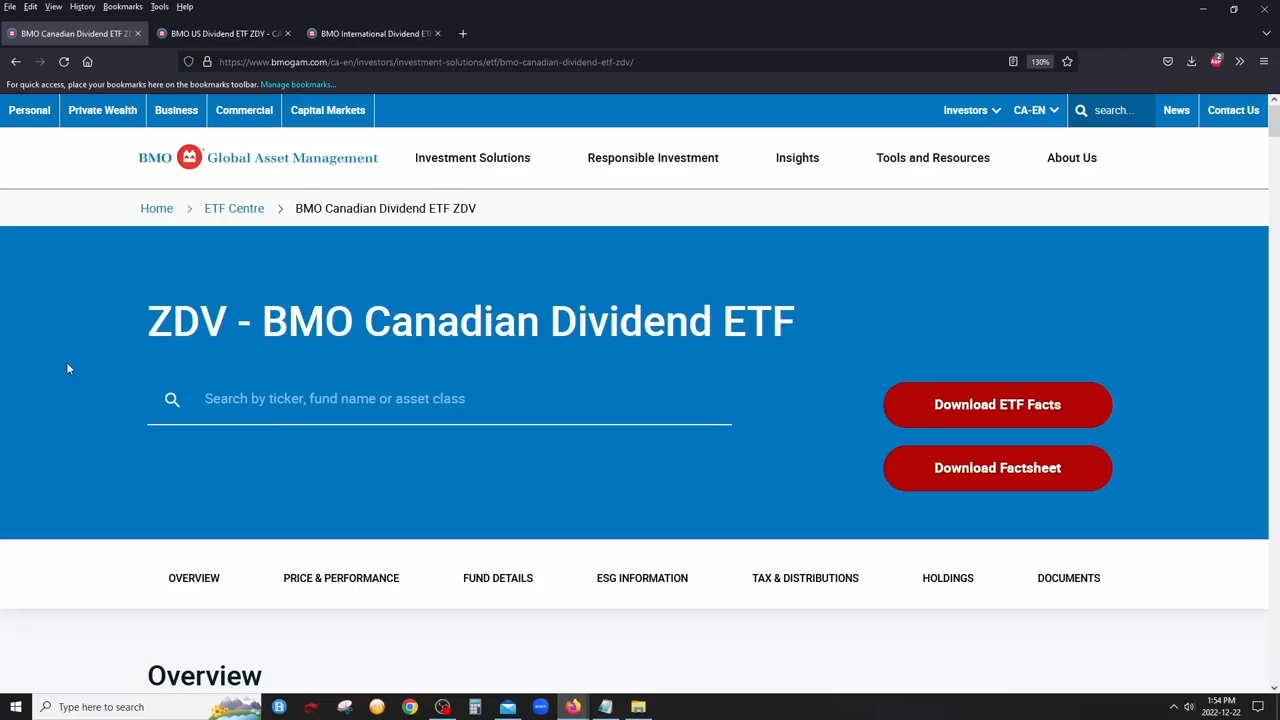 File Edit View History Bookmarks Tools Help
BMO Canadian Dividend ETF Z
BMO US Dividend ETF ZDY - CA
BMO International Dividend ET
https://www.bmogam.com/ca-en/investors/investment-solutions/etf/bmo-canadian-dividend-etf-zdv/
130%
2
For quick access, place your bookmarks here on the bookmarks toolbar. Manage bookmarks...
Personal Private Wealth Business Commercial Capital Markets Investors CA-EN search... News Contact Us
BMO Global Asset Management Investment Solutions Responsible Investment Insights Tools and Resources About Us
Home > ETF Centre > BMO Canadian Dividend ETF ZDV
ZDV - BMO Canadian Dividend ETF
Search by ticker, fund name or asset class
Download ETF Facts
Download Factsheet
OVERVIEW PRICE & PERFORMANCE FUND DETAILS ESG INFORMATION TAX & DISTRIBUTIONS HOLDINGS DOCUMENTS
Overview
Type here to search
1:54 PM
2022-12-22